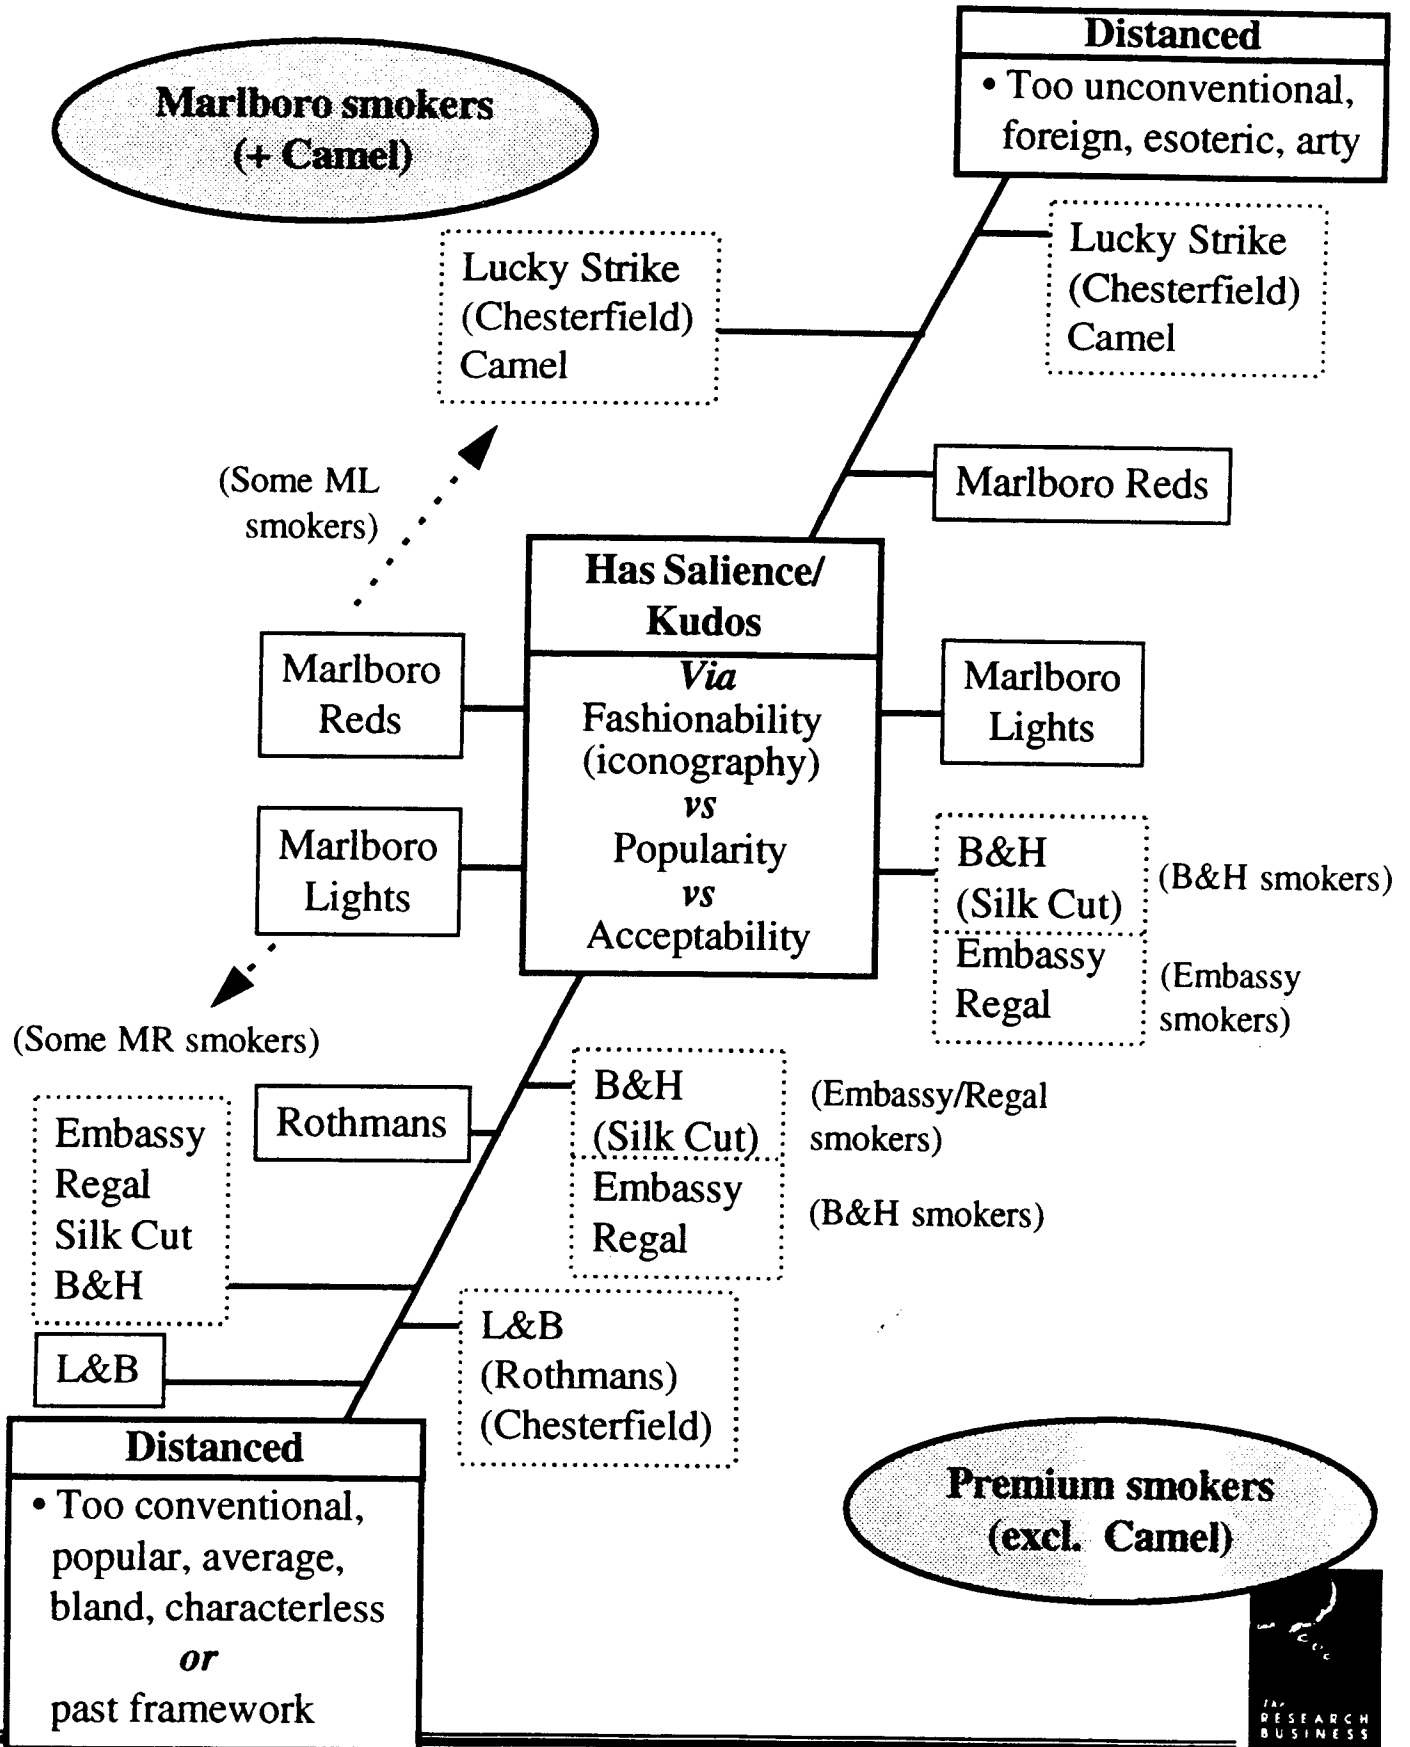 Distanced
• Too unconventional,
foreign, esoteric, arty
Marlboro smokers
(+ Camel)
Lucky Strike
(Chesterfield)
Camel
Lucky Strike
(Chesterfield)
Camel
(Some ML
smokers)
Marlboro Reds
Has Salience/
Kudos
Via
Fashionability
(iconography)
vs
Popularity
vs
Acceptability
Marlboro
Reds
Marlboro
Lights
Marlboro
Lights
B&H
(Silk Cut)
(B&H smokers)
Embassy
Regal
(Embassy
smokers)
(Some MR smokers)
Rothmans
B&H
(Silk Cut)
(Embassy/Regal
smokers)
Embassy
Regal
(B&H smokers)
Embassy
Regal
Silk Cut
B&H
L&B
L&B
(Rothmans)
(Chesterfield)
Distanced
• Too conventional,
popular, average,
bland, characterless
or
past framework
Premium smokers
(excl. Camel)
The
RESEARCH
BUSINESS